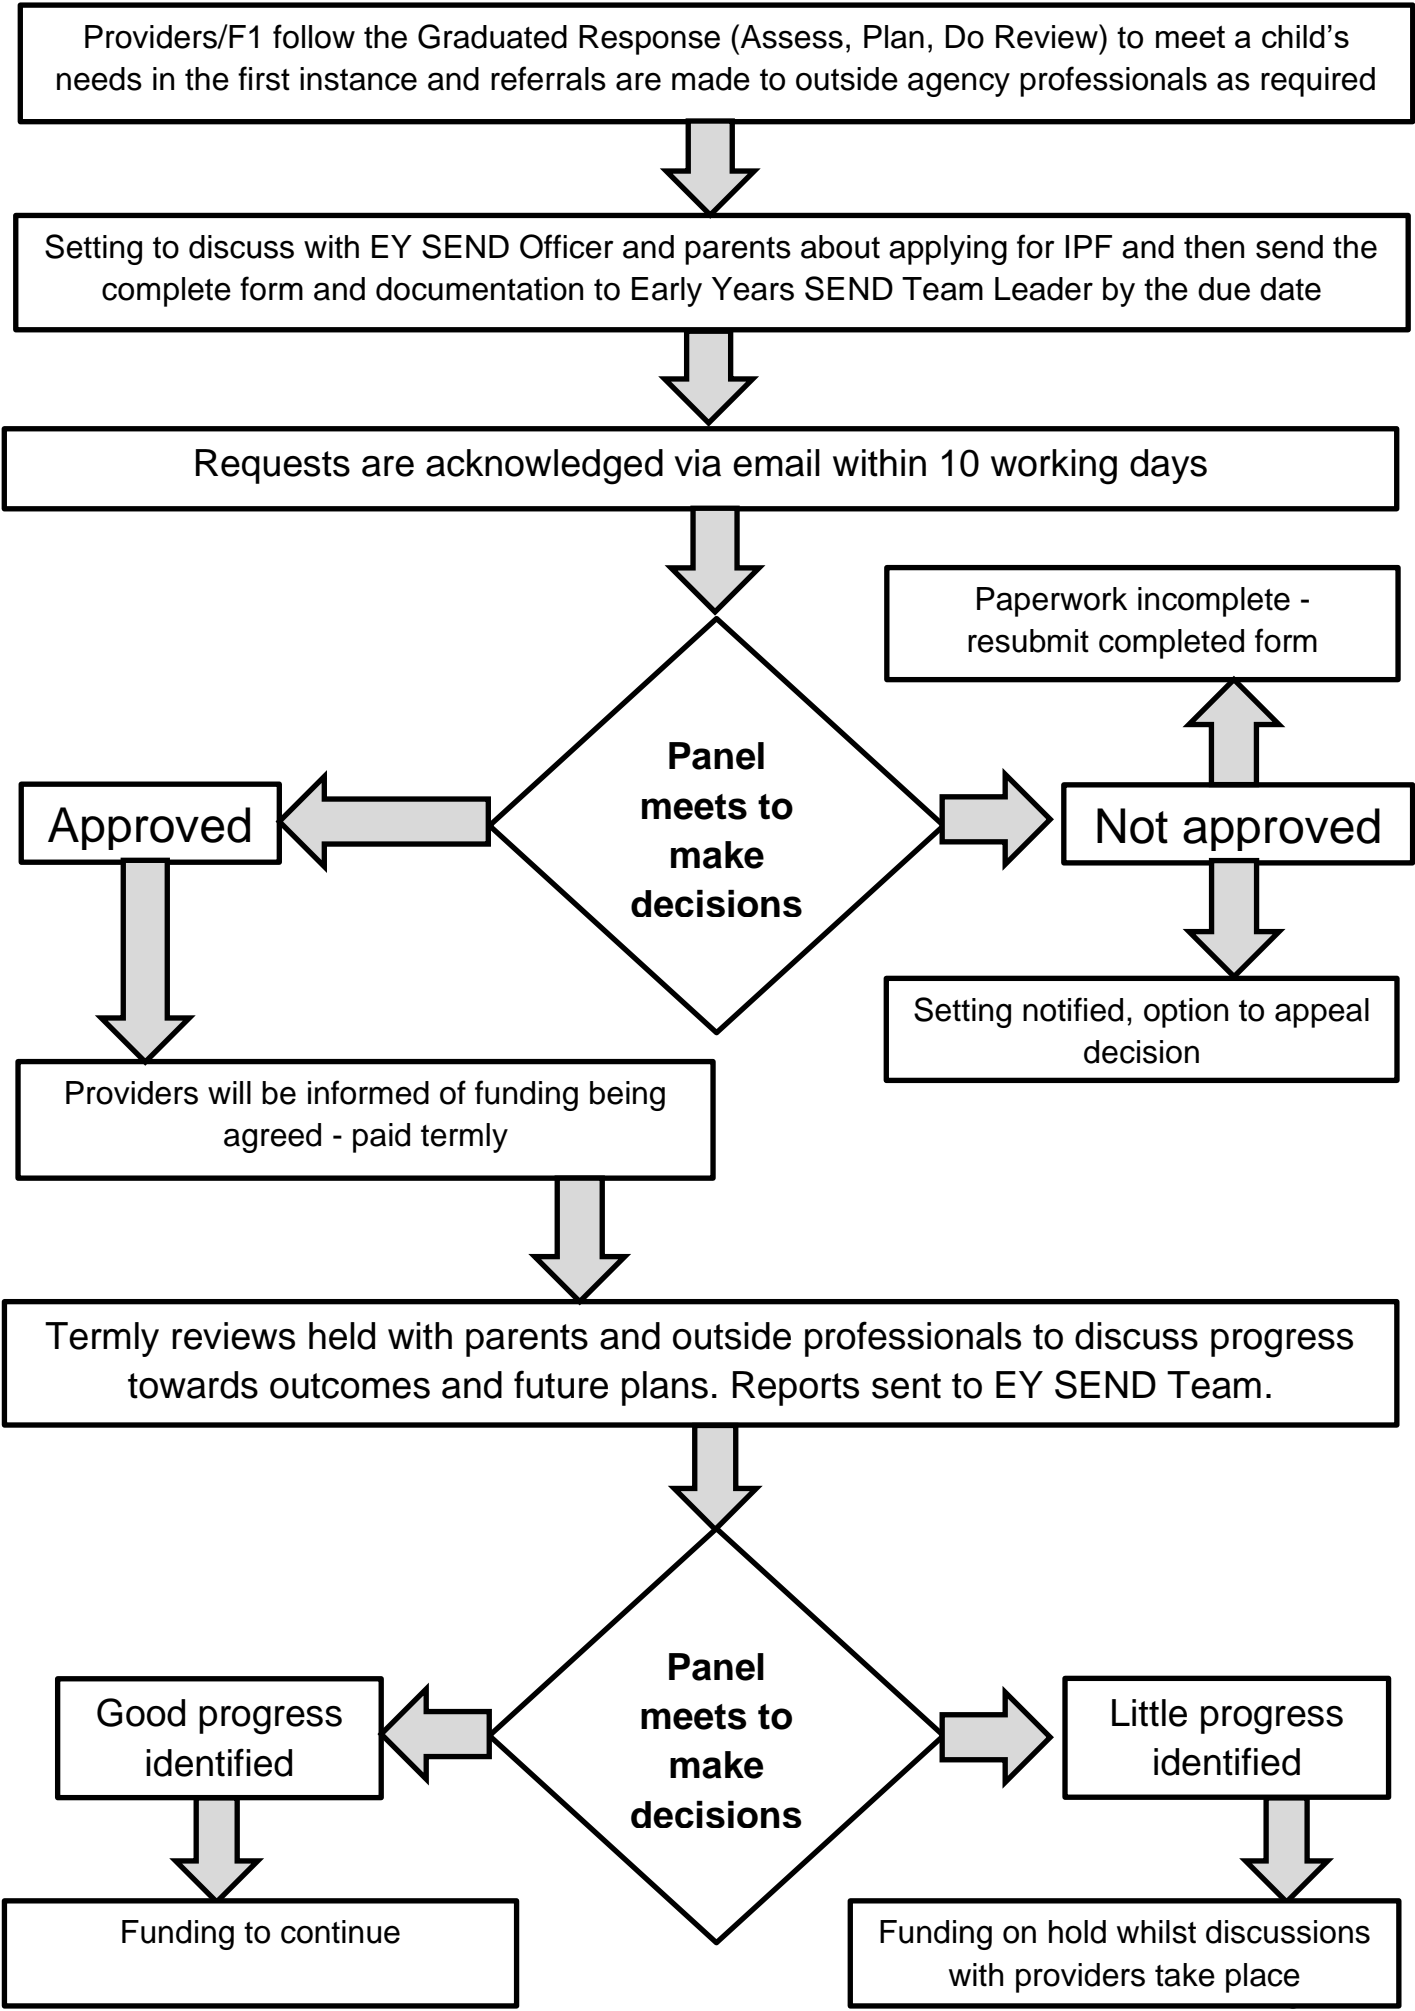 Providers/F1 follow the Graduated Response (Assess, Plan, Do Review) to meet a child’s
needs in the first instance and referrals are made to outside agency professionals as required
Setting to discuss with EY SEND Officer and parents about applying for IPF and then send the
complete form and documentation to Early Years SEND Team Leader by the due date
Requests are acknowledged via email within 10 working days
Paperwork incomplete -
resubmit completed form
Panel
meets to
make
decisions
Approved
Not approved
Setting notified, option to appeal
decision
Providers will be informed of funding being
agreed - paid termly
Termly reviews held with parents and outside professionals to discuss progress
towards outcomes and future plans. Reports sent to EY SEND Team.
Panel
meets to
make
decisions
Good progress
identified
Little progress
identified
Funding to continue
Funding on hold whilst discussions
with providers take place